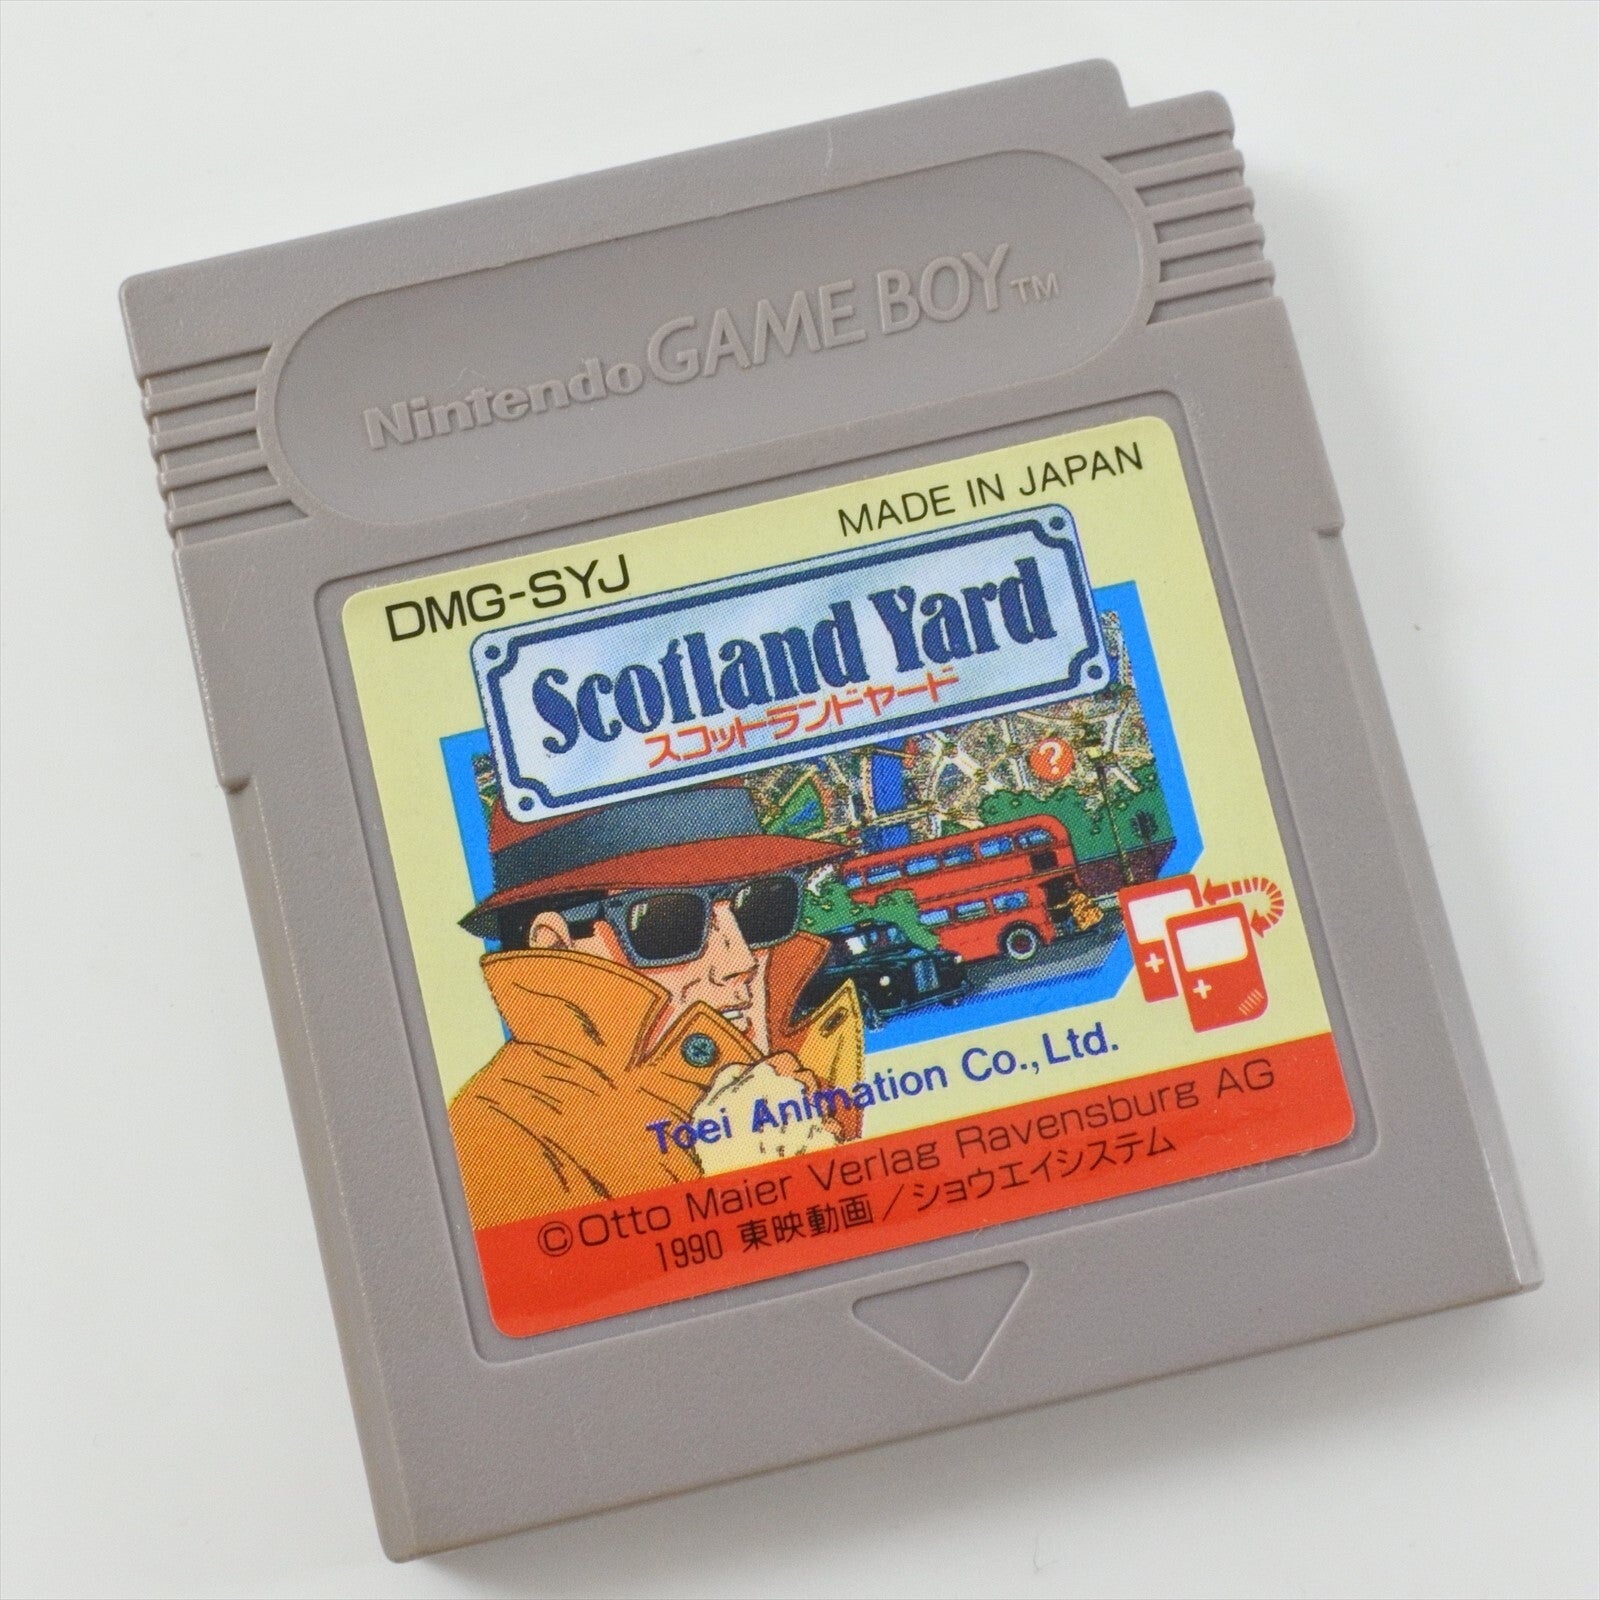 Nintendo GAME BOY™
MADE IN JAPAN
DMG-SYJ
Scotland Yard
スコットランドヤード
?
Toei Animation Co., Ltd.
©Otto Maier Verlag Ravensburg AG
1990 東映動画/ショウエイシステム